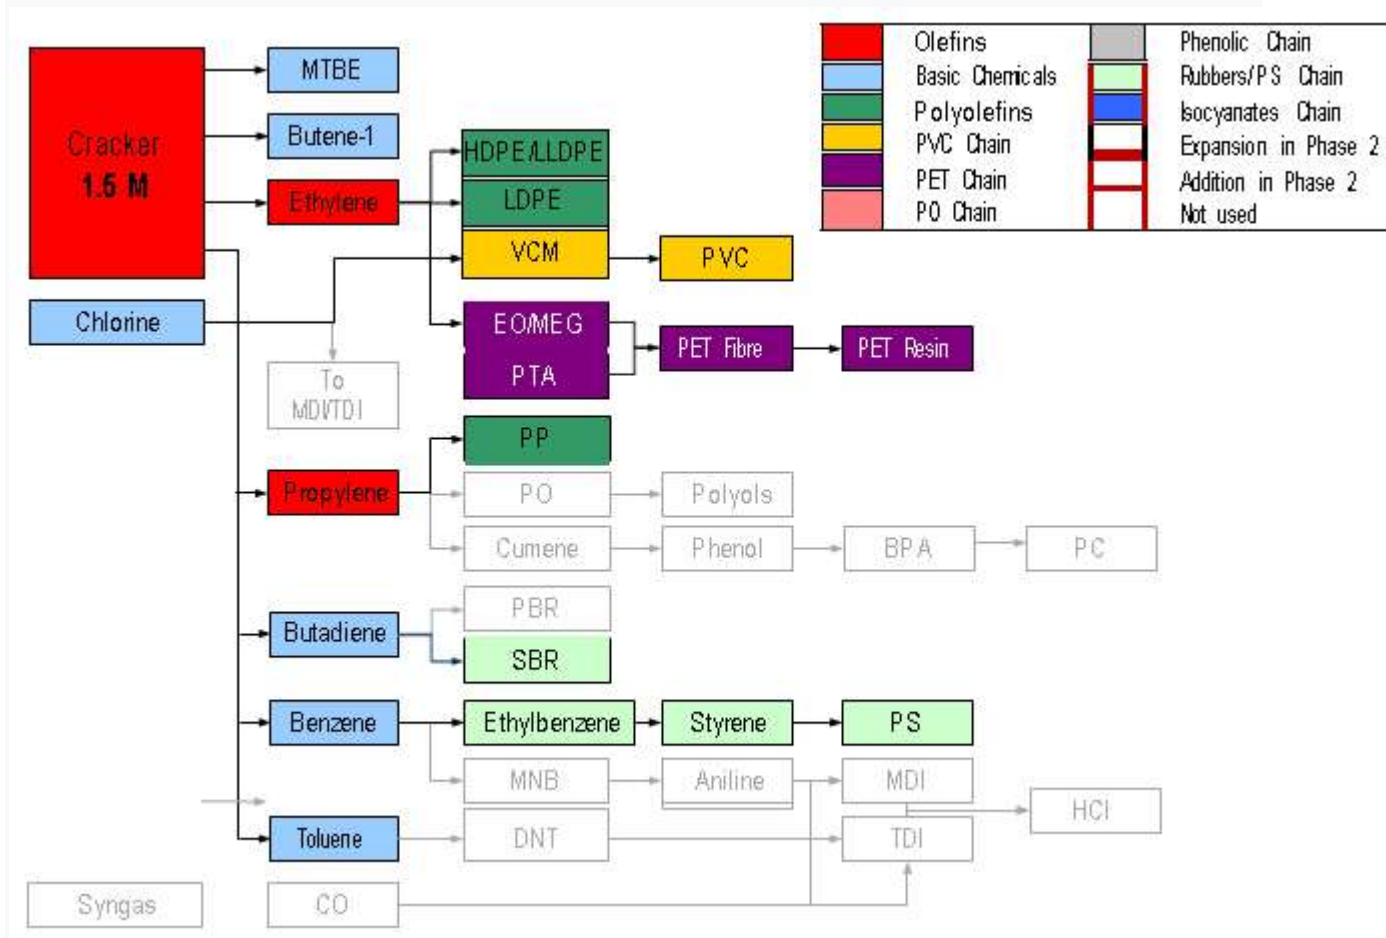 Olefins
Basic Chemicals
Polyolefins
PVC Chain
PET Chain
PO Chain
Phenolic Chain
Rubbers/PS Chain
Isocyanates Chain
Expansion in Phase 2
Addition in Phase 2
Not used
Cracker
1.5 M
MTBE
Butene-1
Ethylene
HDPE/LLDPE
LDPE
VCM
PVC
Chlorine
To
MDI/TDI
EO/MEG
PTA
PET Fibre
PET Resin
Propylene
PP
PO
Polyols
Cumene
Phenol
BPA
PC
Butadiene
PBR
SBR
Benzene
Ethylbenzene
Styrene
PS
MNB
Aniline
MDI
HCl
Toluene
DNT
TDI
Syngas
CO